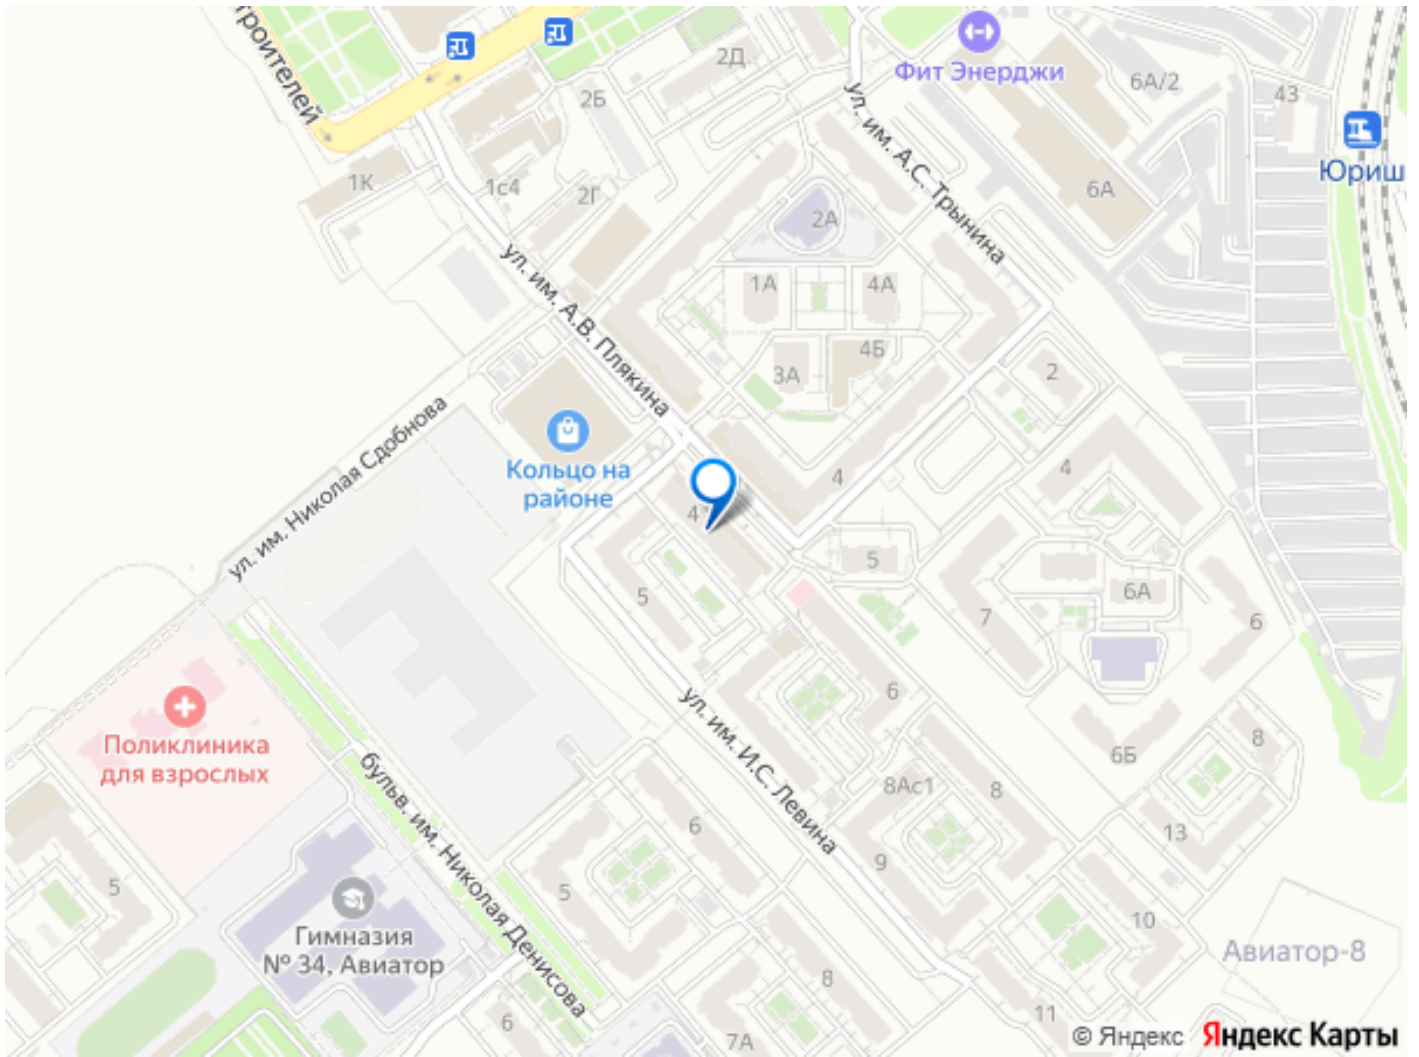 троителей
2Д
Фит Энерджи
6А/2
43
2Б
ул. им. А.С. Трынина
Юриш
1К
1с4
2Г
2А
6А
ул. им. А.В. Плякина
1А
4А
4Б
3А
2
ул. им. Николая Сдобнова
Кольцо на
районе
4
4
4
5
5
7
6А
6
6
ул. им. И.С. Левина
Поликлиника
для взрослых
бульв. им. Николая Денисова
6Б
8
8Ас1
8
13
6
9
5
5
10
Гимназия
№ 34, Авиатор
Авиатор-8
8
11
6
7А
© Яндекс Яндекс Карты